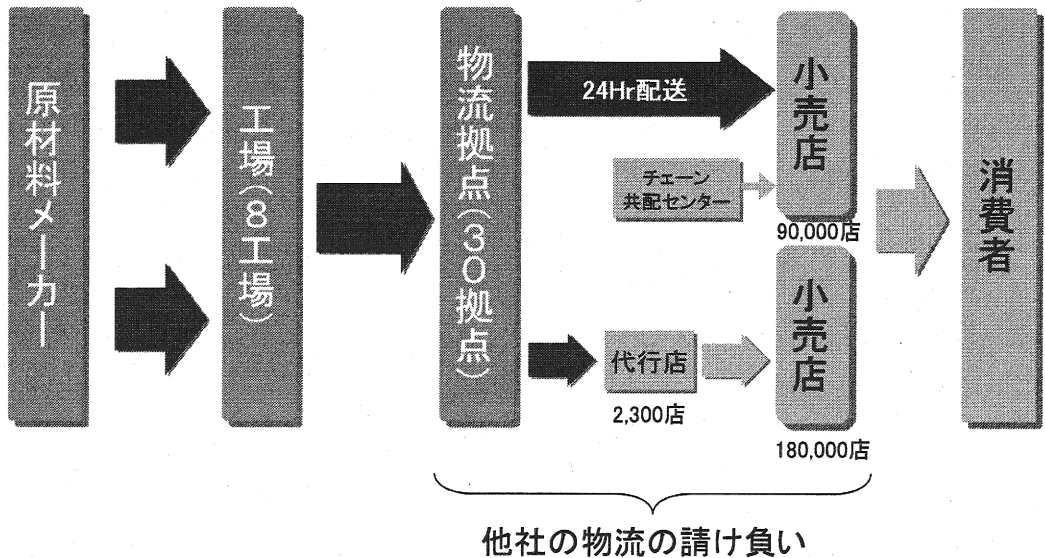 原材料メーカー
工場(8工場)
物流拠点(30拠点)
24Hr配送
チェーン
共配センター
小売店
90,000店
代行店
2,300店
小売店
180,000店
消費者
他社の物流の請け負い